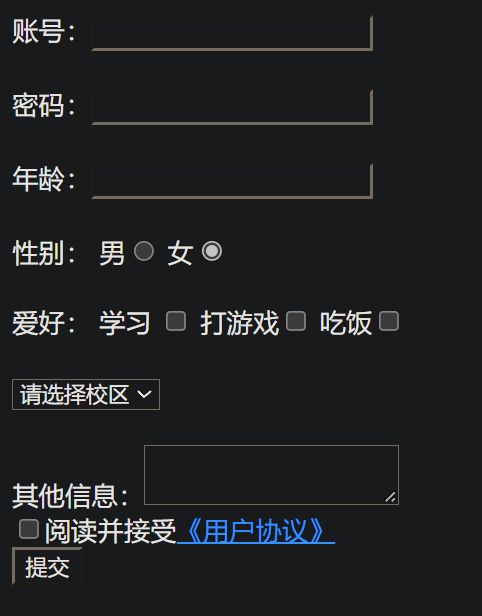 账号：
密码：
年龄：
性别： 男 女
爱好： 学习 打游戏 吃饭
请选择校区
其他信息：
阅读并接受《用户协议》
提交